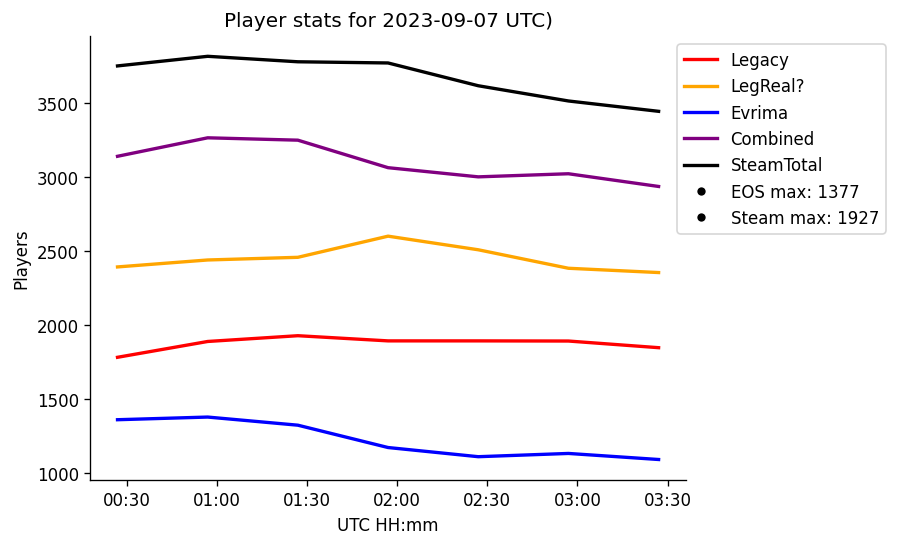 Player stats for 2023-09-07 UTC)
Legacy
LegReal?
Evrima
Combined
SteamTotal
EOS max: 1377
Steam max: 1927
Players
3500
3000
2500
2000
1500
1000
00:30 01:00 01:30 02:00 02:30 03:00 03:30
UTC HH:mm